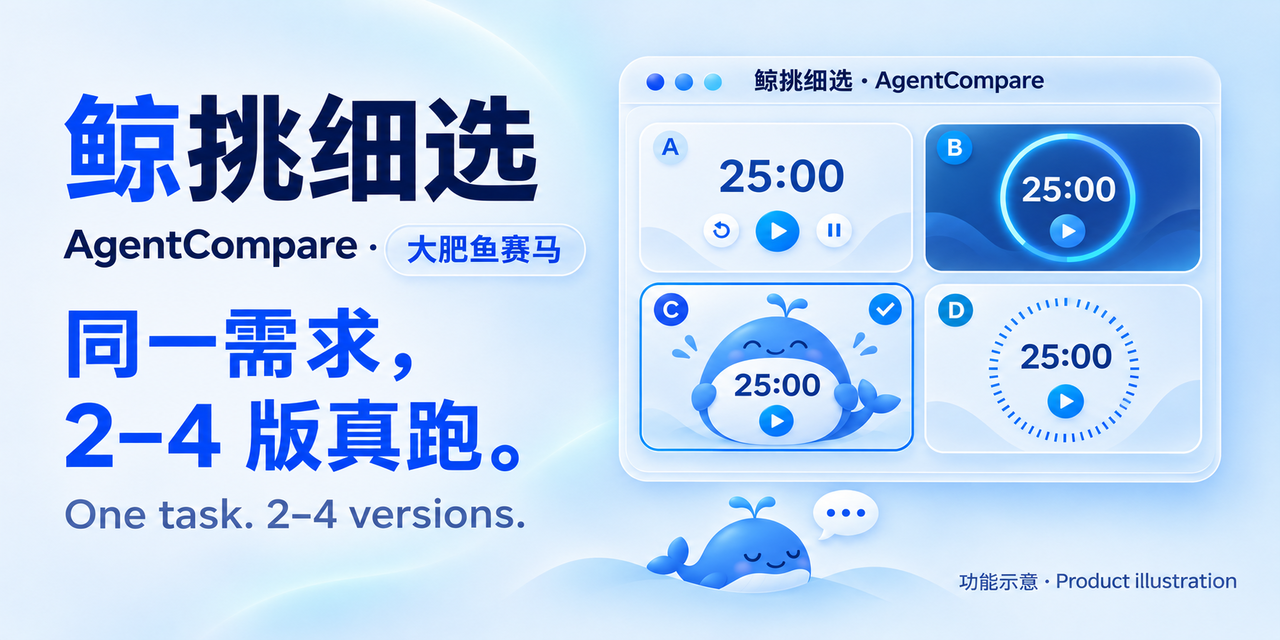 鲸挑细选
AgentCompare · 大肥鱼赛马
同一需求，
2–4 版真跑。
One task. 2–4 versions.
鲸挑细选 · AgentCompare
A
25:00
B
25:00
C
25:00
D
25:00
功能示意 · Product illustration